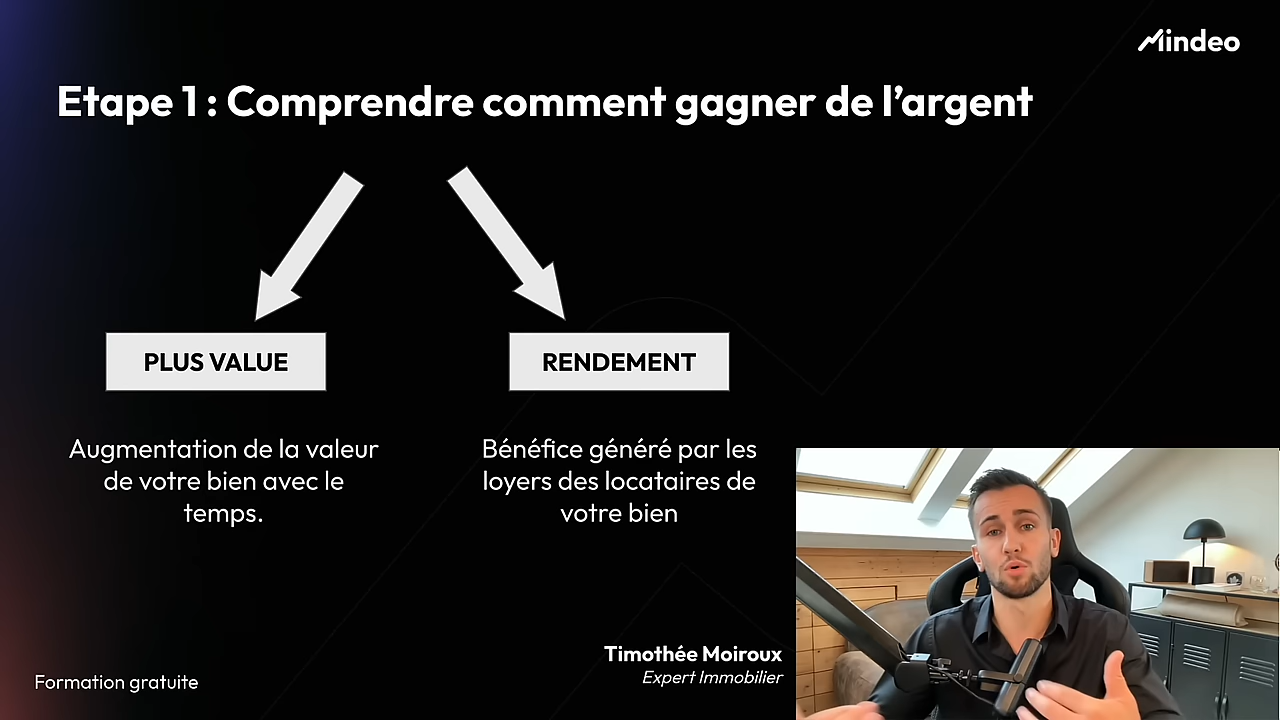 Mindeo
Etape 1 : Comprendre comment gagner de l’argent
PLUS VALUE
RENDEMENT
Augmentation de la valeur
de votre bien avec le
temps.
Bénéfice généré par les
loyers des locataires de
votre bien
Timothée Moiroux
Expert Immobilier
Formation gratuite